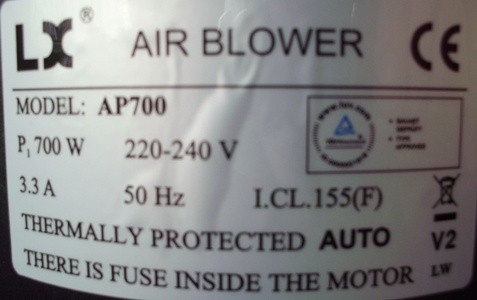 LX AIR BLOWER CE
MODEL: AP700
P1 700 W 220-240 V
3.3 A 50 Hz I.CL.155(F)
THERMALLY PROTECTED AUTO V2
THERE IS FUSE INSIDE THE MOTOR LW